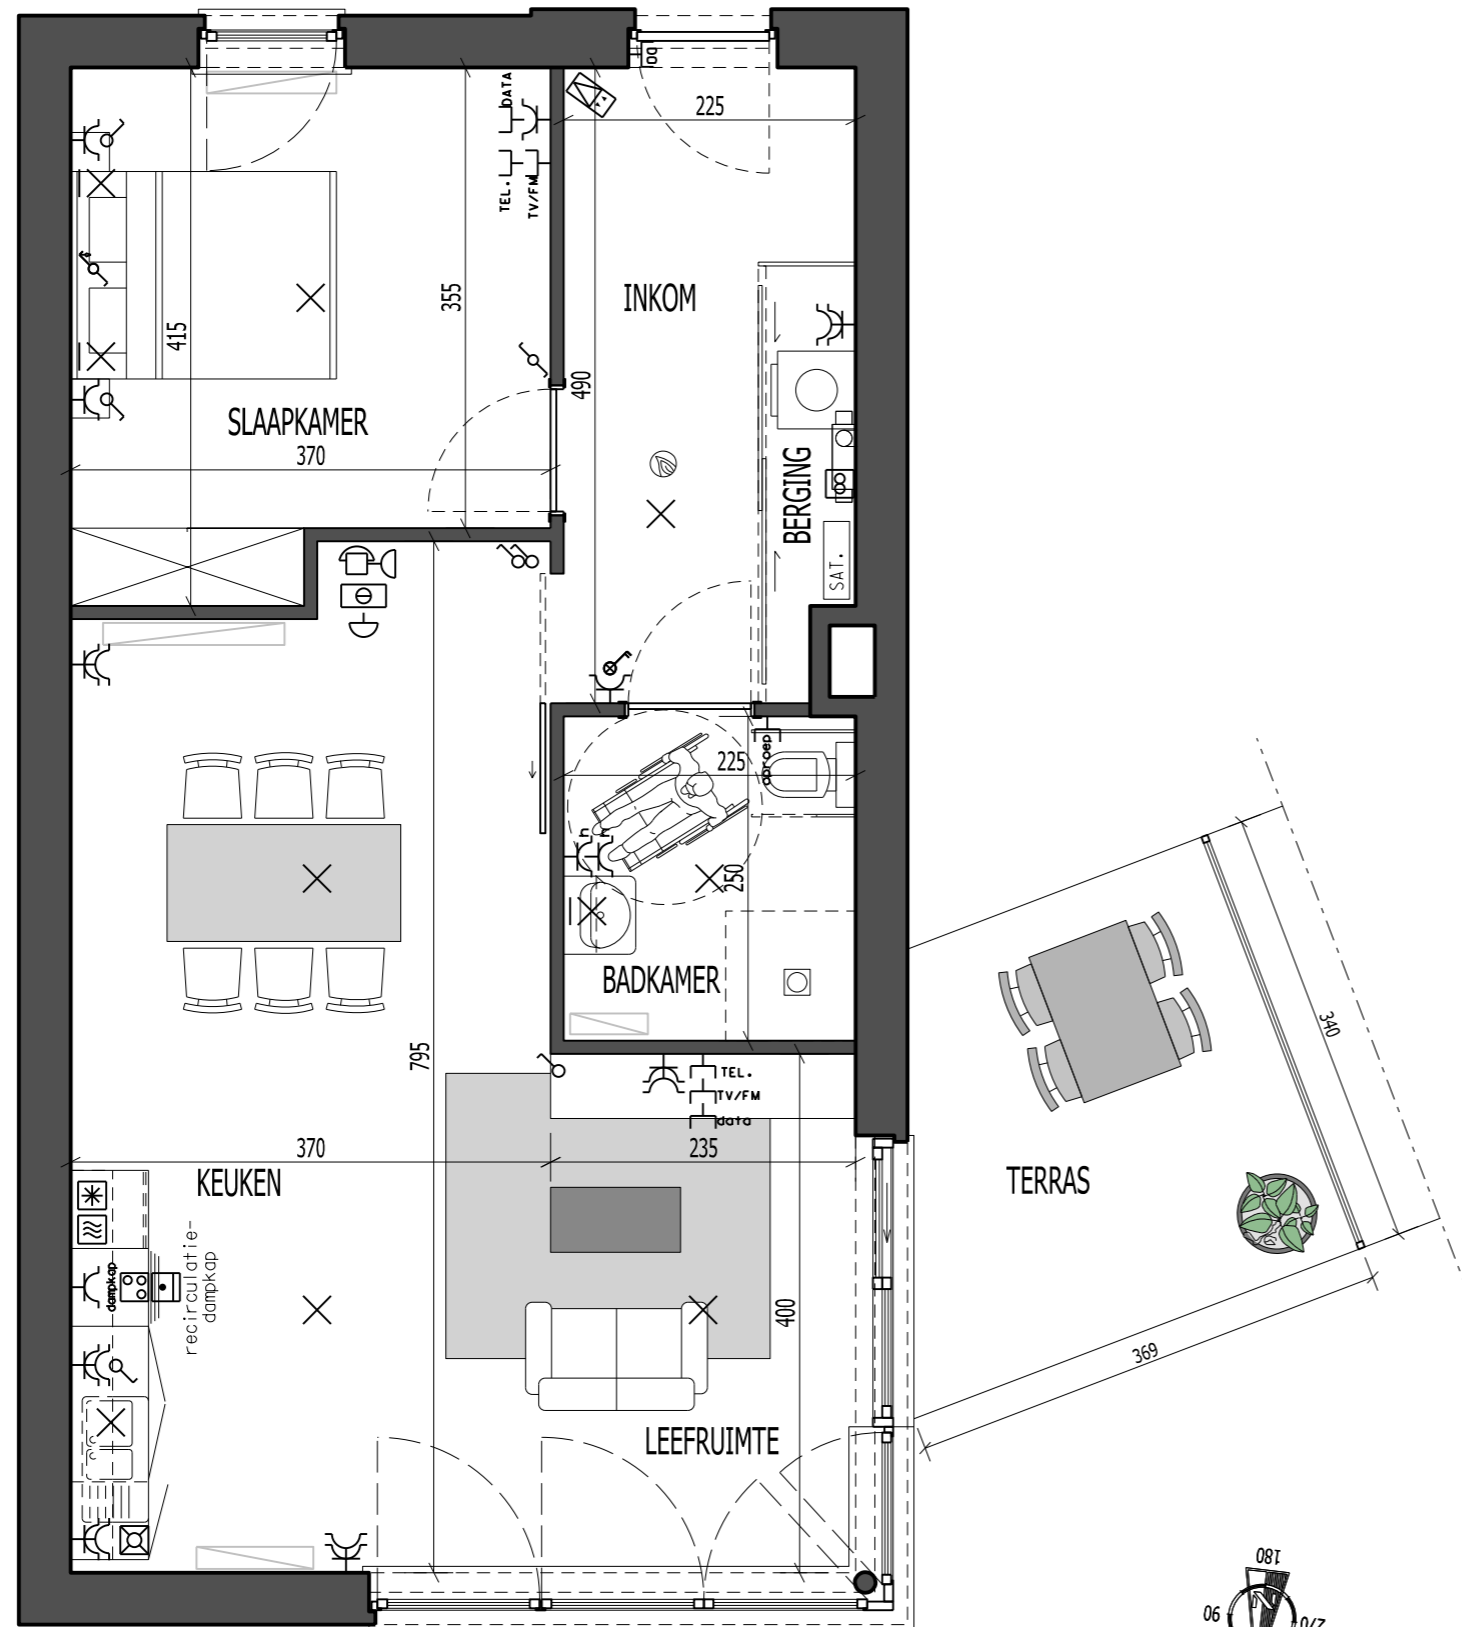 DATA
oq
225
TEL.
TV/FM
355
INKOM
415
490
SLAAPKAMER
370
BERGING
SAT.
225
oproep
h
h
250
BADKAMER
340
795
TEL.
TV/FM
data
370
235
KEUKEN
TERRAS
recirculatie-
dampkap
dampkap
400
369
LEEFRUIMTE
180
90
270